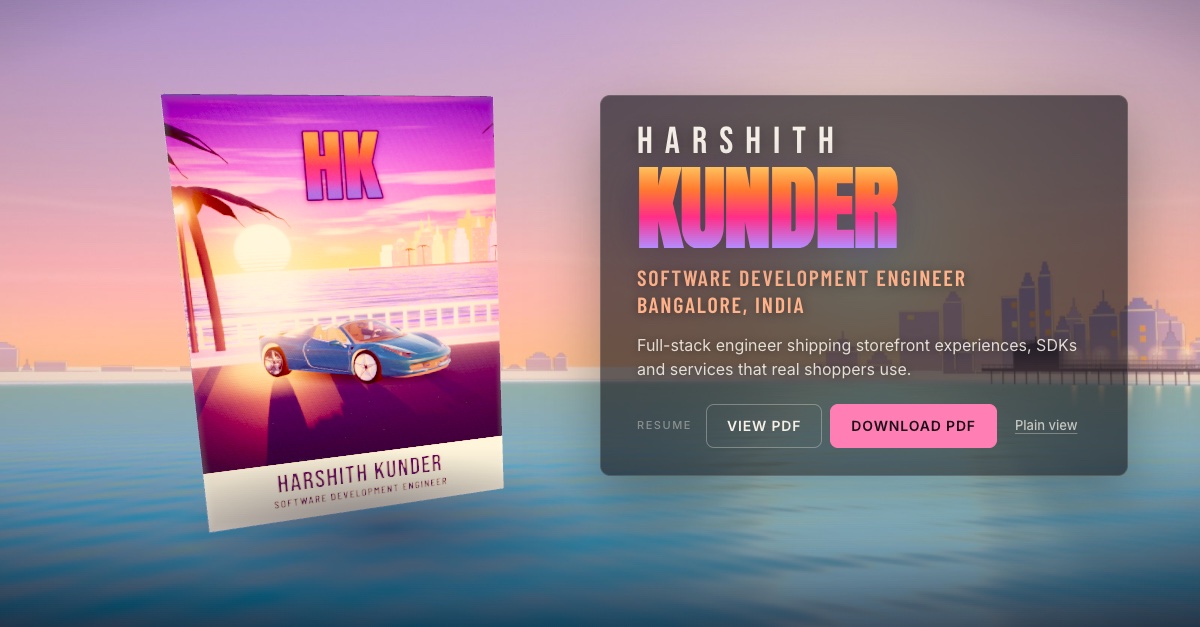 HK
HARSHITH KUNDER
SOFTWARE DEVELOPMENT ENGINEER
HARSHITH
KUNDER
SOFTWARE DEVELOPMENT ENGINEER
BANGALORE, INDIA
Full-stack engineer shipping storefront experiences, SDKs
and services that real shoppers use.
RESUME VIEW PDF DOWNLOAD PDF Plain view